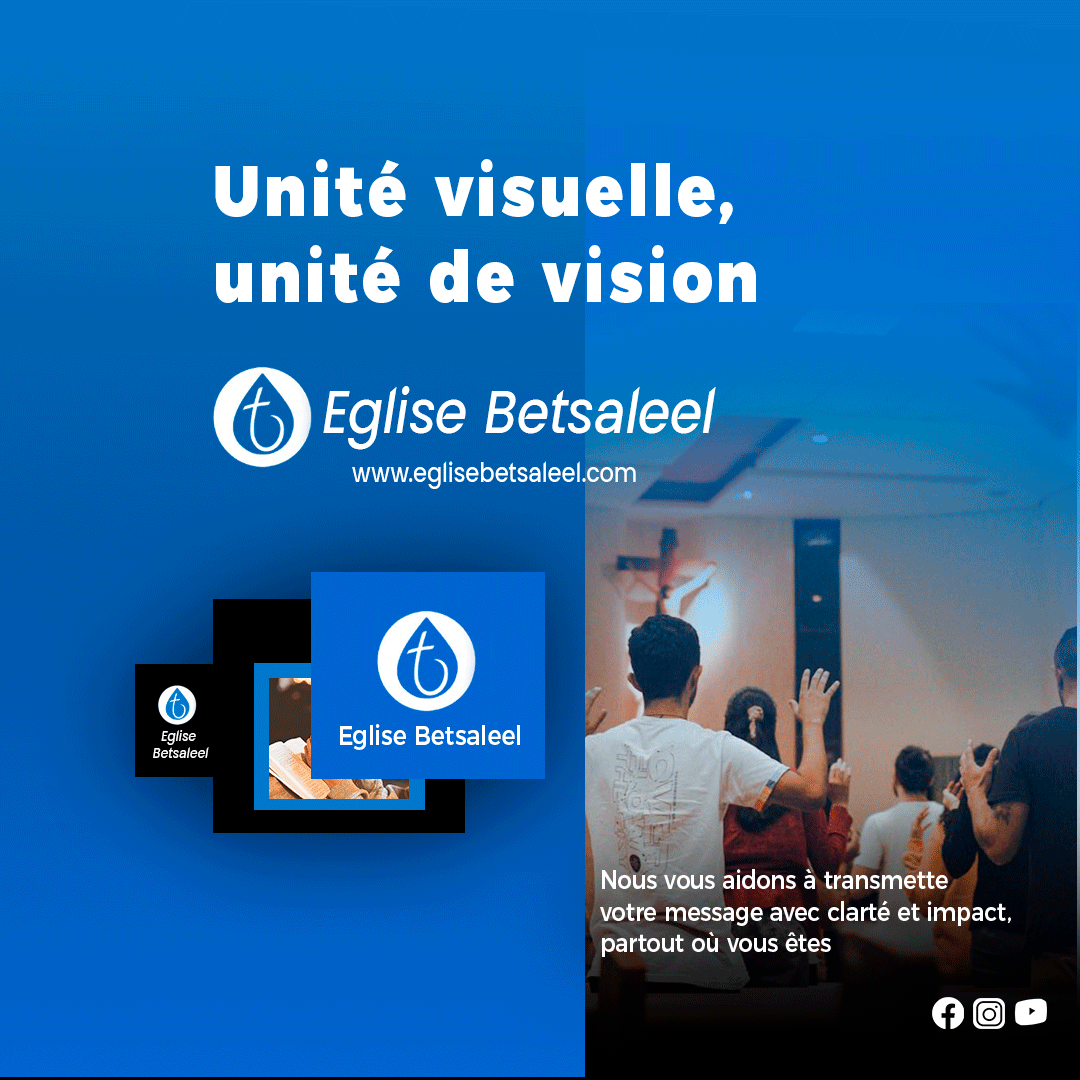 Unité visuelle,
unité de vision
Eglise Betsaleel
www.eglisebetsaleel.com
Eglise Betsaleel
Eglise
Betsaleel
Nous vous aidons à transmette
votre message avec clarté et impact,
partout où vous êtes